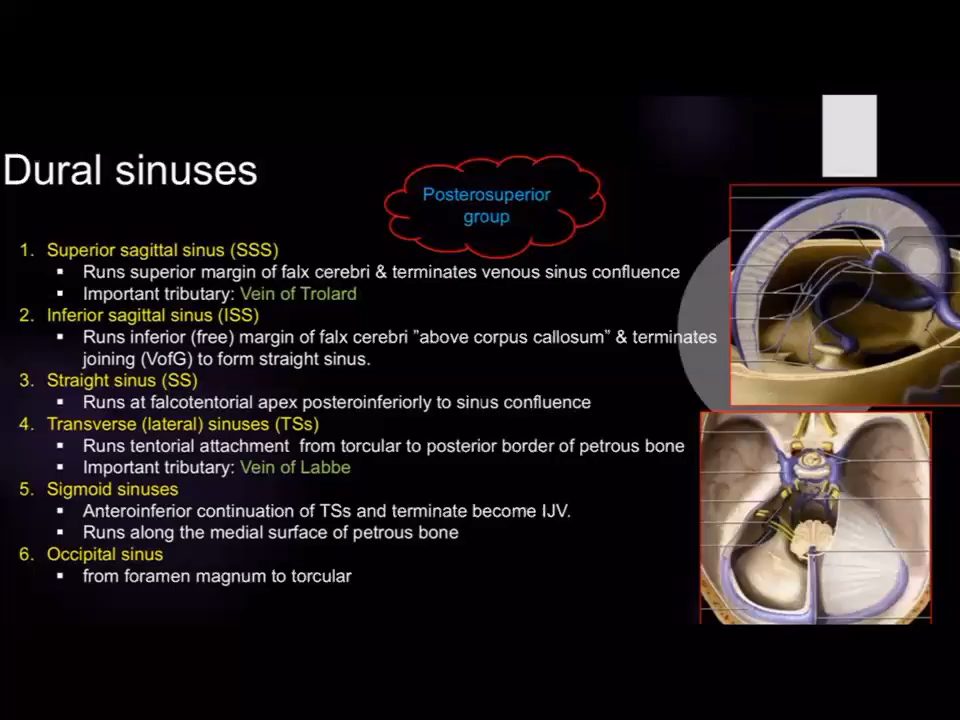 Dural sinuses
Posterosuperior
group
1. Superior sagittal sinus (SSS)
▪ Runs superior margin of falx cerebri & terminates venous sinus confluence
▪ Important tributary: Vein of Trolard
2. Inferior sagittal sinus (ISS)
▪ Runs inferior (free) margin of falx cerebri ”above corpus callosum” & terminates
joining (VofG) to form straight sinus.
3. Straight sinus (SS)
▪ Runs at falcotentorial apex posteroinferiorly to sinus confluence
4. Transverse (lateral) sinuses (TSs)
▪ Runs tentorial attachment from torcular to posterior border of petrous bone
▪ Important tributary: Vein of Labbe
5. Sigmoid sinuses
▪ Anteroinferior continuation of TSs and terminate become IJV.
▪ Runs along the medial surface of petrous bone
6. Occipital sinus
▪ from foramen magnum to torcular